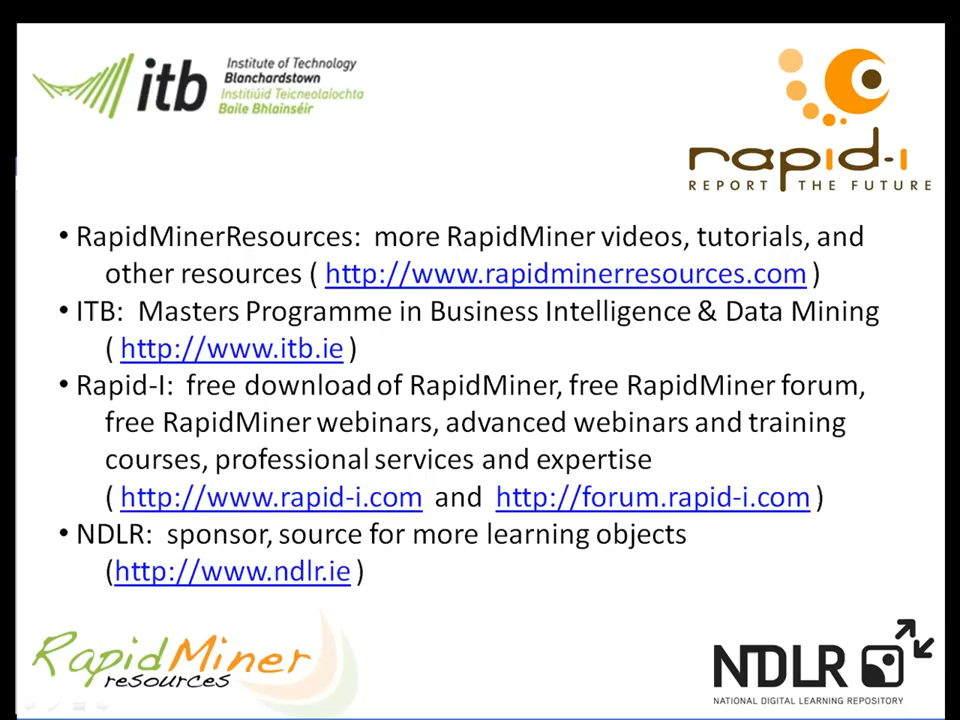 itb
Institute of Technology
Blanchardstown
Institiúid Teicneolaíochta
Baile Bhlainséir
rapid-i
REPORT THE FUTURE
• RapidMinerResources: more RapidMiner videos, tutorials, and
other resources ( http://www.rapidminerresources.com )
• ITB: Masters Programme in Business Intelligence & Data Mining
( http://www.itb.ie )
• Rapid-I: free download of RapidMiner, free RapidMiner forum,
free RapidMiner webinars, advanced webinars and training
courses, professional services and expertise
( http://www.rapid-i.com and http://forum.rapid-i.com )
• NDLR: sponsor, source for more learning objects
(http://www.ndlr.ie )
RapidMiner
resources
NDLR
NATIONAL DIGITAL LEARNING REPOSITORY